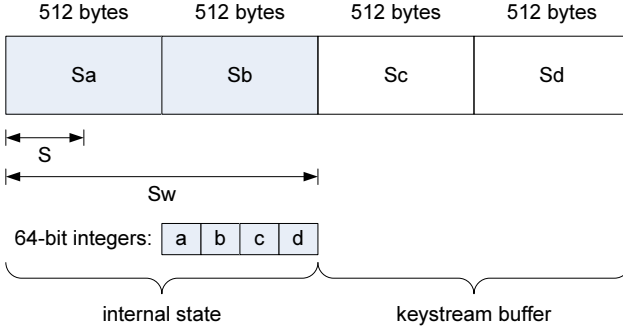 512 bytes 512 bytes 512 bytes 512 bytes
Sa Sb Sc Sd
S
Sw
64-bit integers: a b c d
internal state keystream buffer